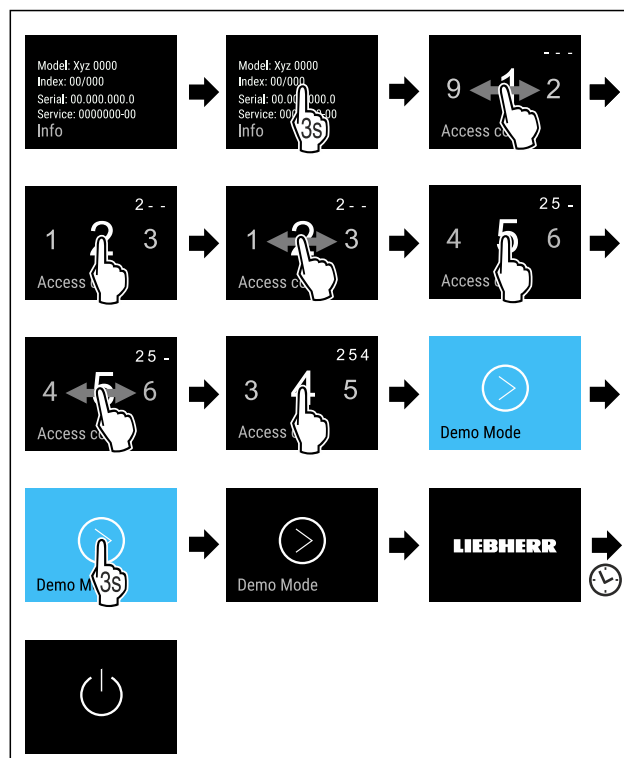 Model: Xyz 0000
Index: 00/000
Serial: 00.000.000.0
Service: 0000000-00
Info
Model: Xyz 0000
Index: 00/000
Serial: 00.0 000.0
Service: 00 -00
Info
3s
- - -
9 1 2
Access c
2 - -
1 2 3
Access c
2 - -
1 2 3
Access co
2 5 -
4 5 6
Access c
2 5 -
4 5 6
Access co
2 5 4
3 4 5
Access c
Demo Mode
Demo M
3s
Demo Mode
LIEBHERR